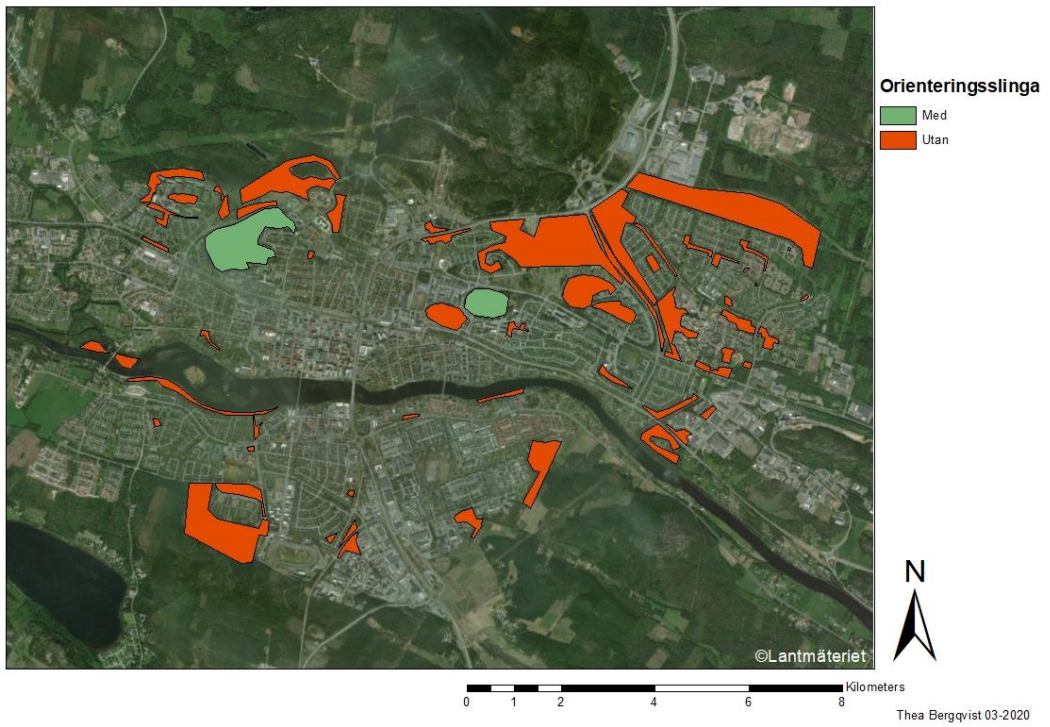 Orienteringsslinga
Med
Utan
N
©Lantmäteriet
Kilometers
0 1 2 4 6 8
Thea Bergqvist 03-2020